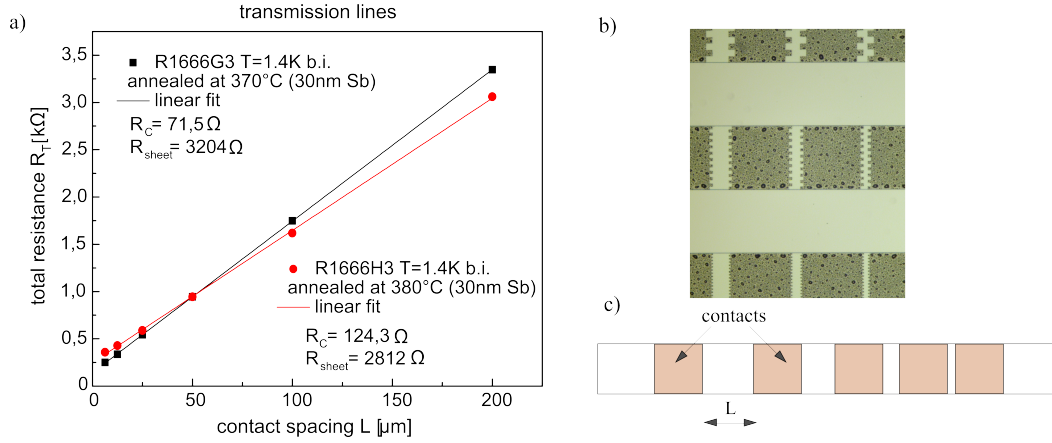 a)
transmission lines
3,5
3,0
2,5
2,0
1,5
1,0
0,5
0
total resistance R_T [kΩ]
R1666G3 T=1.4K b.i.
annealed at 370°C (30nm Sb)
linear fit
R_C= 71,5 Ω
R_sheet= 3204 Ω
R1666H3 T=1.4K b.i.
annealed at 380°C (30nm Sb)
linear fit
R_C= 124,3 Ω
R_sheet= 2812 Ω
0 50 100 150 200
contact spacing L [µm]
b)
c)
contacts
L